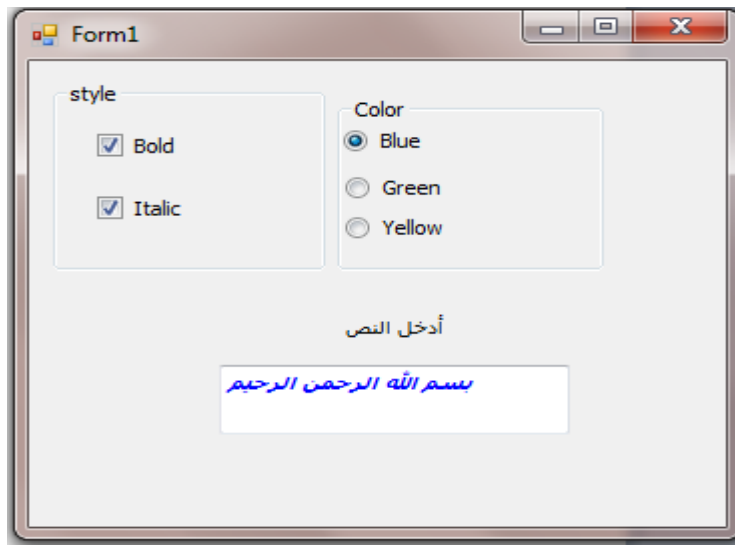 Form1
style
Bold
Italic
Color
Blue
Green
Yellow
أدخل النص
بسم الله الرحمن الرحيم